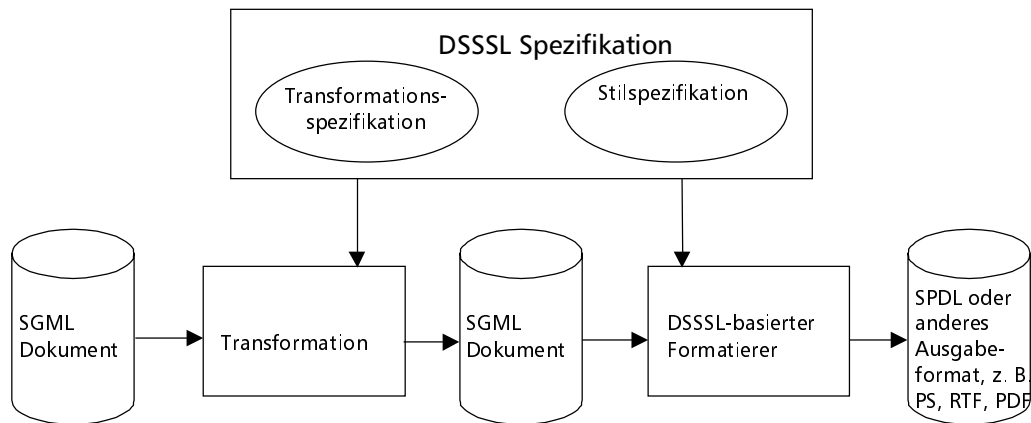 DSSSL Spezifikation
Transformations-
spezifikation
Stilspezifikation
SGML
Dokument
Transformation
SGML
Dokument
DSSSL-basierter
Formatierer
SPDL oder
anderes
Ausgabe-
format, z. B.
PS, RTF, PDF